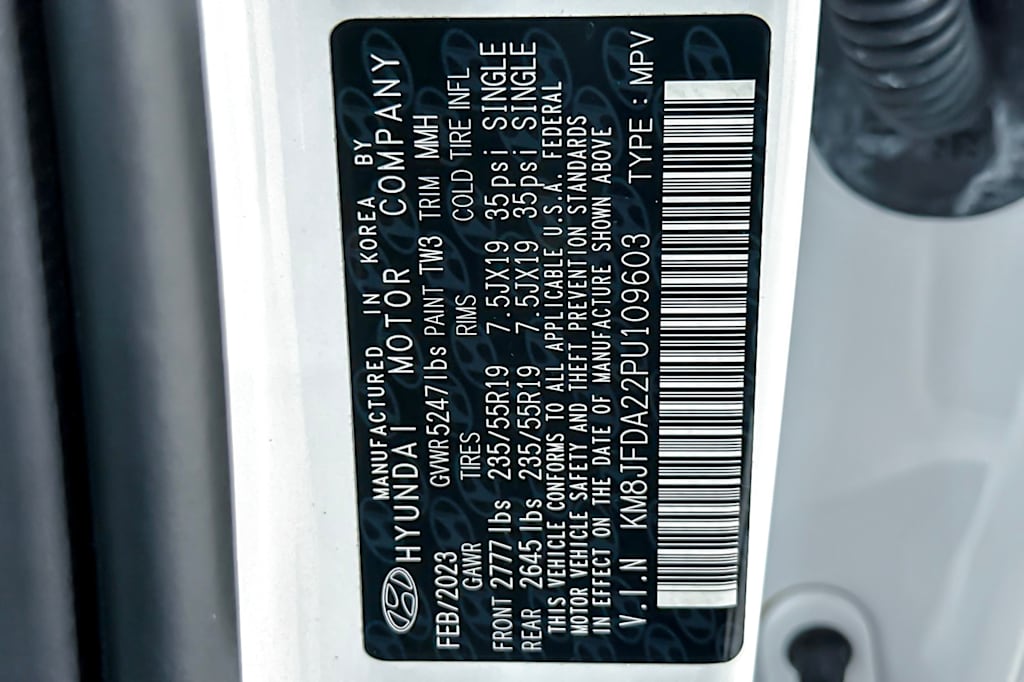 MANUFACTURED IN KOREA BY
HYUNDAI MOTOR COMPANY
FEB/2023 GVWR5247lbs PAINT TW3 TRIM MMH
GAWR TIRES RIMS COLD TIRE INFL
FRONT 2777lbs 235/55R19 7.5JX19 35psi SINGLE
REAR 2645lbs 235/55R19 7.5JX19 35psi SINGLE
THIS VEHICLE CONFORMS TO ALL APPLICABLE U.S.A. FEDERAL
MOTOR VEHICLE SAFETY AND THEFT PREVENTION STANDARDS
IN EFFECT ON THE DATE OF MANUFACTURE SHOWN ABOVE
V.I.N KM8JFDA22PU109603 TYPE : MPV